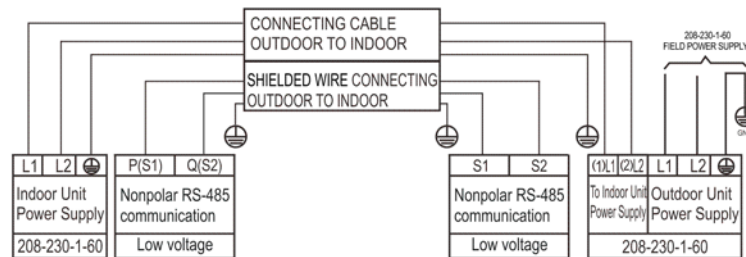 CONNECTING CABLE
OUTDOOR TO INDOOR
208-230-1-60
FIELD POWER SUPPLY
SHIELDED WIRE CONNECTING
OUTDOOR TO INDOOR
GN
L1 L2
P(S1) Q(S2)
S1 S2
(1)L1 (2)L2 L1 L2
Indoor Unit
Power Supply
208-230-1-60
Nonpolar RS-485
communication
Low voltage
Nonpolar RS-485
communication
Low voltage
To Indoor Unit
Power Supply
Outdoor Unit
Power Supply
208-230-1-60